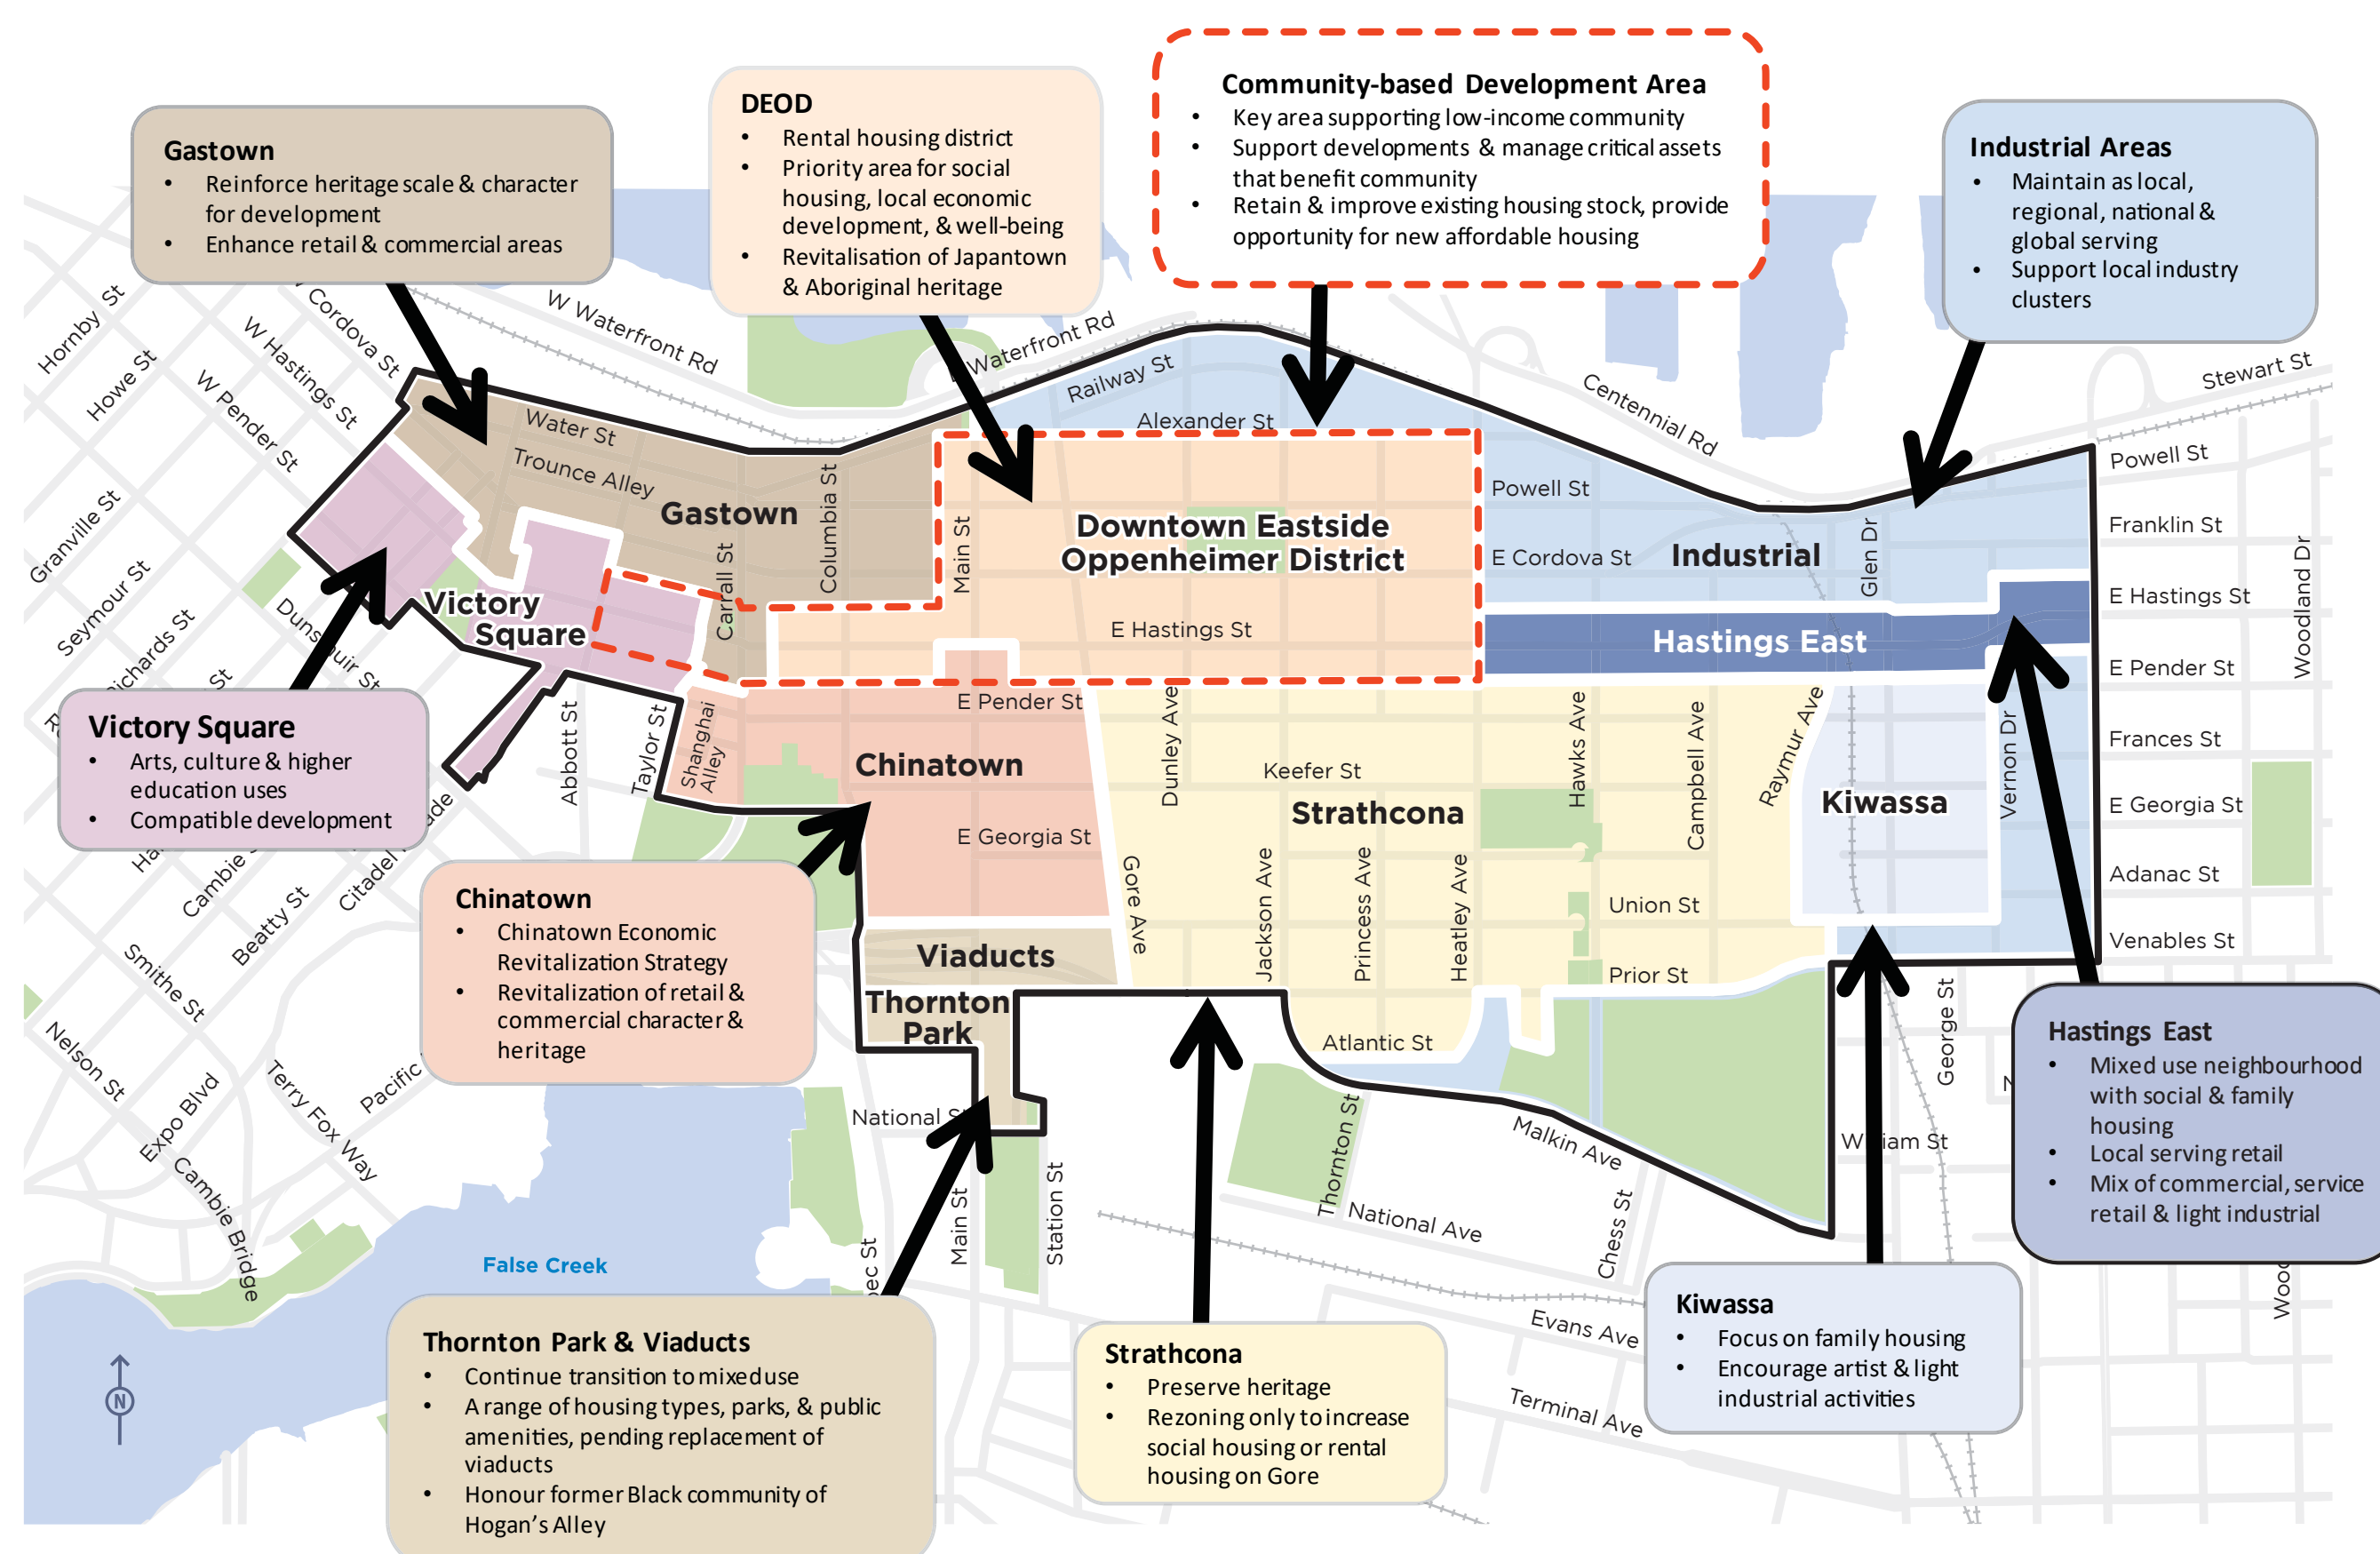 Gastown
• Reinforce heritage scale & character
for development
• Enhance retail & commercial areas
DEOD
• Rental housing district
• Priority area for social
housing, local economic
development, & well-being
• Revitalisation of Japantown
& Aboriginal heritage
Community-based Development Area
• Key area supporting low-income community
• Support developments & manage critical assets
that benefit community
• Retain & improve existing housing stock, provide
opportunity for new affordable housing
Industrial Areas
• Maintain as local,
regional, national &
global serving
• Support local industry
clusters
Hornby St
Howe St
Granville St
Seymour St
W Cordova St
W Hastings St
W Pender St
Dunsmuir St
W Waterfront Rd
Waterfront Rd
Railway St
Alexander St
Centennial Rd
Stewart St
Water St
Trounce Alley
Gastown
Carrall St
Columbia St
Main St
Downtown Eastside
Oppenheimer District
Powell St
E Cordova St
Industrial
Glen Dr
Powell St
Franklin St
E Hastings St
Woodland Dr
E Pender St
Frances St
E Georgia St
Adanac St
Venables St
Victory
Square
E Hastings St
Hastings East
Victory Square
• Arts, culture & higher
education uses
• Compatible development
Abbott St
Taylor St
Shanghai
Alley
E Pender St
Chinatown
E Georgia St
Dunley Ave
Keefer St
Strathcona
Hawks Ave
Campbell Ave
Raymur Ave
Kiwassa
Vernon Dr
Gore Ave
Jackson Ave
Princess Ave
Heatley Ave
Union St
Prior St
Cambie
Beatty St
Citadel
Smithe St
Nelson St
Expo Blvd
Terry Fox Way
Pacific
Cambie Bridge
Chinatown
• Chinatown Economic
Revitalization Strategy
• Revitalization of retail &
commercial character &
heritage
Viaducts
Thornton
Park
Atlantic St
National St
Main St
Station St
Thornton St
Malkin Ave
National Ave
Chess St
Evans Ave
Terminal Ave
George St
William St
False Creek
N
Hastings East
• Mixed use neighbourhood
with social & family
housing
• Local serving retail
• Mix of commercial, service
retail & light industrial
Thornton Park & Viaducts
• Continue transition to mixed use
• A range of housing types, parks, & public
amenities, pending replacement of
viaducts
• Honour former Black community of
Hogan's Alley
Strathcona
• Preserve heritage
• Rezoning only to increase
social housing or rental
housing on Gore
Kiwassa
• Focus on family housing
• Encourage artist & light
industrial activities